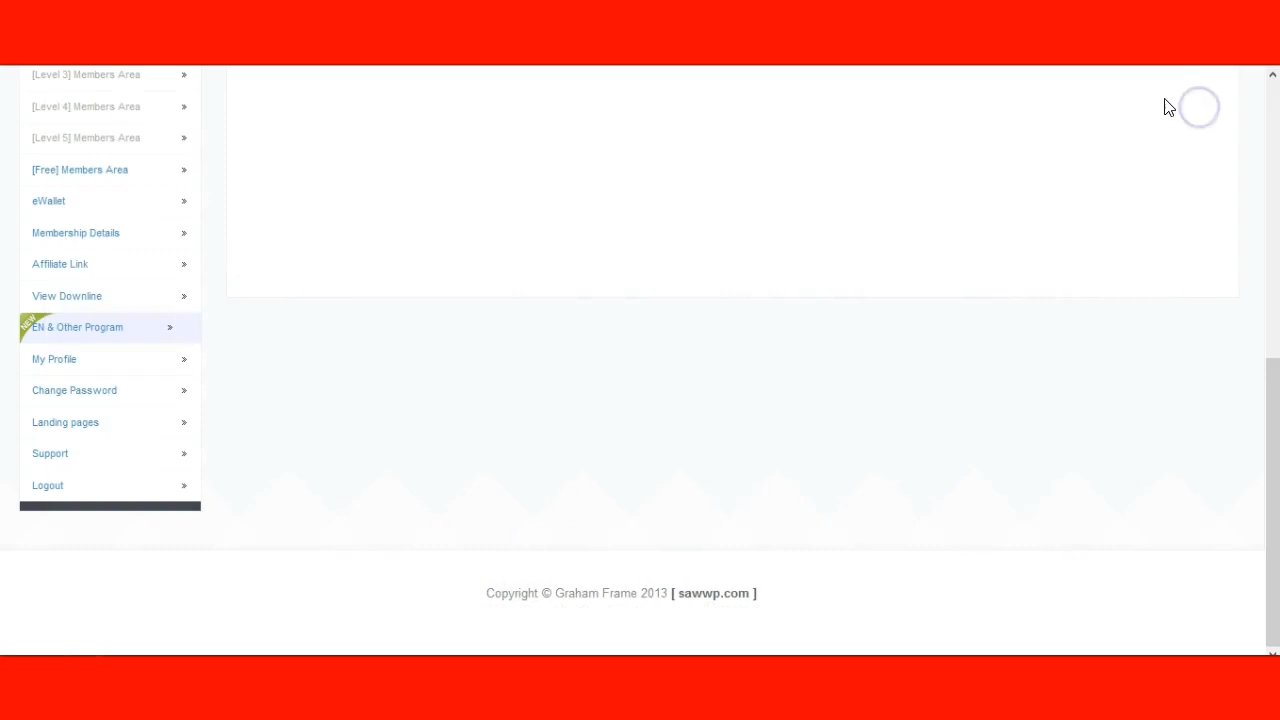 [Level 3] Members Area »
[Level 4] Members Area »
[Level 5] Members Area »
[Free] Members Area »
eWallet »
Membership Details »
Affiliate Link »
View Downline »
NEW
EN & Other Program »
My Profile »
Change Password »
Landing pages »
Support »
Logout »
Copyright © Graham Frame 2013 [ sawwp.com ]